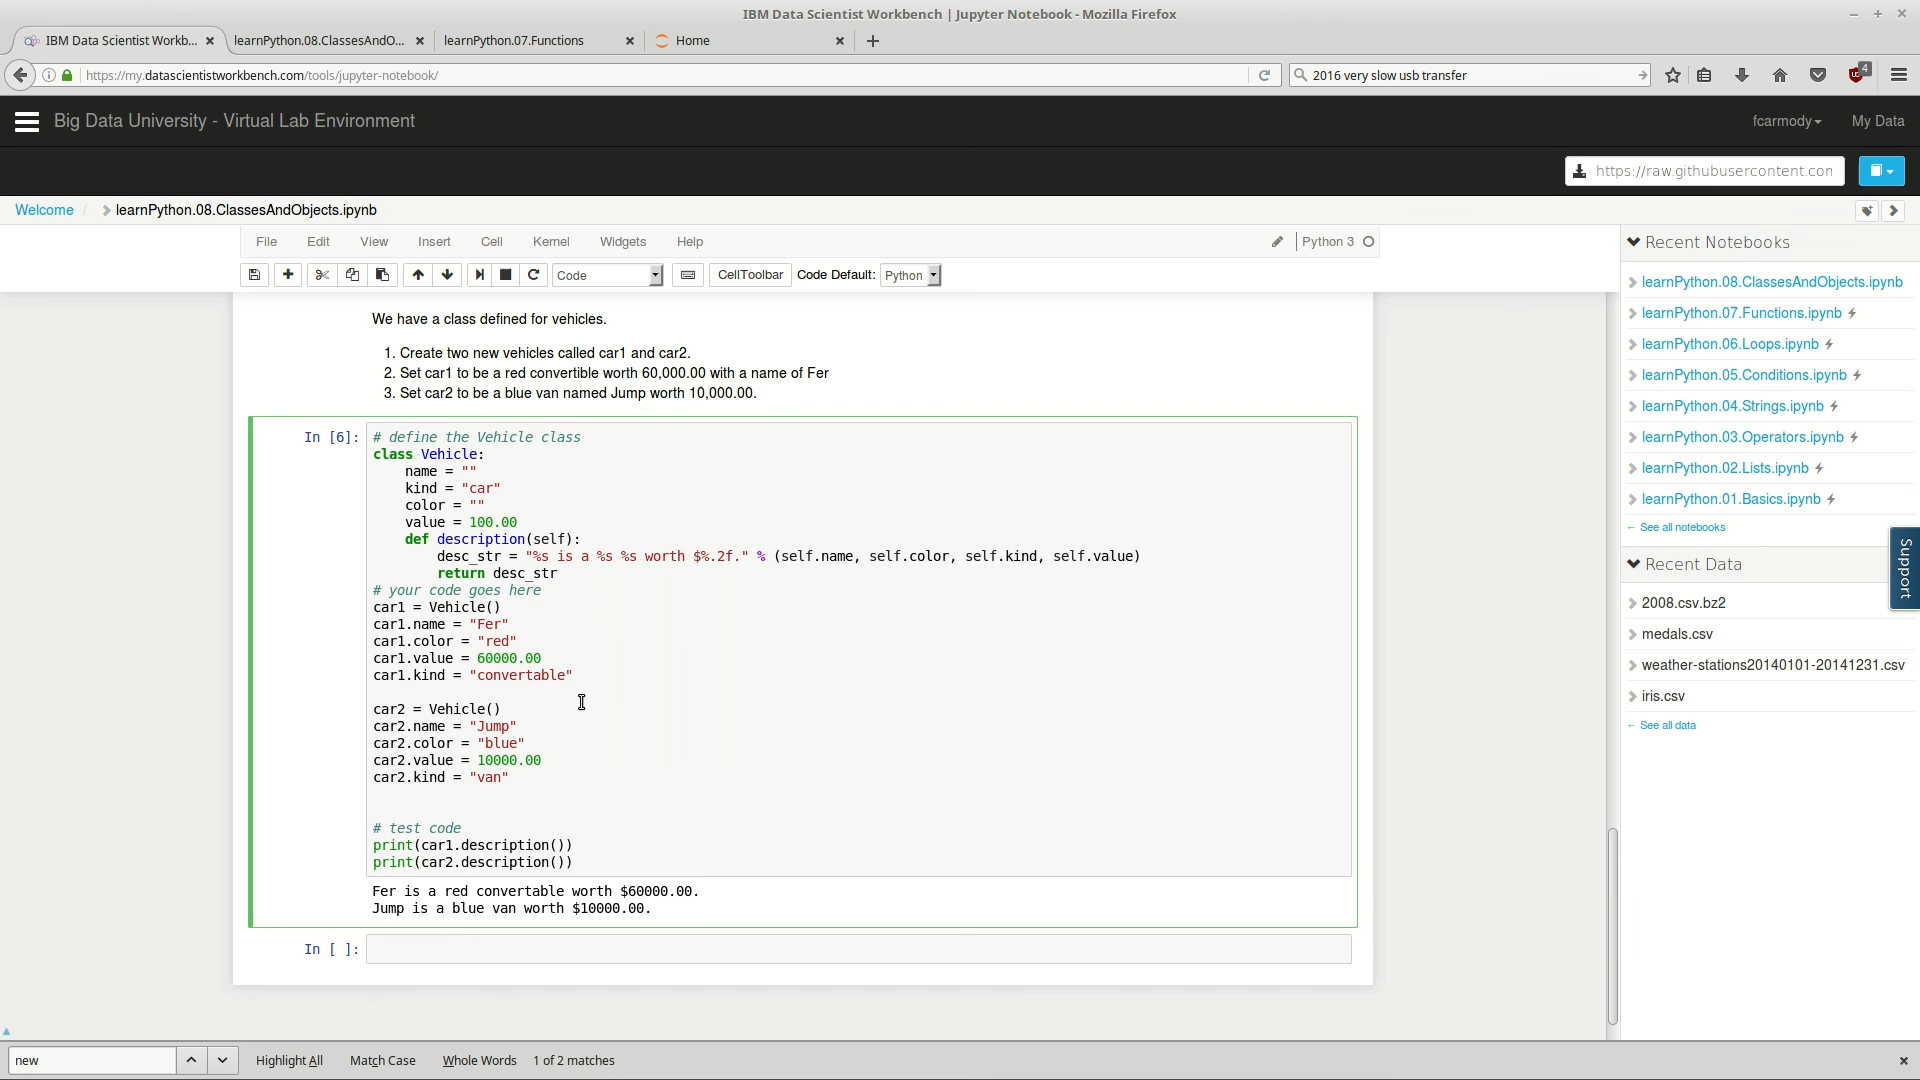 IBM Data Scientist Workbench | Jupyter Notebook - Mozilla Firefox
IBM Data Scientist Workb...
learnPython.08.ClassesAndO...
learnPython.07.Functions
Home
https://my.datascientistworkbench.com/tools/jupyter-notebook/
2016 very slow usb transfer
4
Big Data University - Virtual Lab Environment
fcarmody
My Data
https://raw.githubusercontent.con
Welcome / learnPython.08.ClassesAndObjects.ipynb
File Edit View Insert Cell Kernel Widgets Help
Python 3
Code
CellToolbar
Code Default: Python
We have a class defined for vehicles.
1. Create two new vehicles called car1 and car2.
2. Set car1 to be a red convertible worth 60,000.00 with a name of Fer
3. Set car2 to be a blue van named Jump worth 10,000.00.
In [6]:
# define the Vehicle class
class Vehicle:
    name = ""
    kind = "car"
    color = ""
    value = 100.00
    def description(self):
        desc_str = "%s is a %s %s worth $%.2f." % (self.name, self.color, self.kind, self.value)
        return desc_str
# your code goes here
car1 = Vehicle()
car1.name = "Fer"
car1.color = "red"
car1.value = 60000.00
car1.kind = "convertable"
car2 = Vehicle()
car2.name = "Jump"
car2.color = "blue"
car2.value = 10000.00
car2.kind = "van"
# test code
print(car1.description())
print(car2.description())
Fer is a red convertable worth $60000.00.
Jump is a blue van worth $10000.00.
In [ ]:
Recent Notebooks
learnPython.08.ClassesAndObjects.ipynb
learnPython.07.Functions.ipynb
learnPython.06.Loops.ipynb
learnPython.05.Conditions.ipynb
learnPython.04.Strings.ipynb
learnPython.03.Operators.ipynb
learnPython.02.Lists.ipynb
learnPython.01.Basics.ipynb
← See all notebooks
Support
Recent Data
2008.csv.bz2
medals.csv
weather-stations20140101-20141231.csv
iris.csv
← See all data
new
Highlight All
Match Case
Whole Words
1 of 2 matches